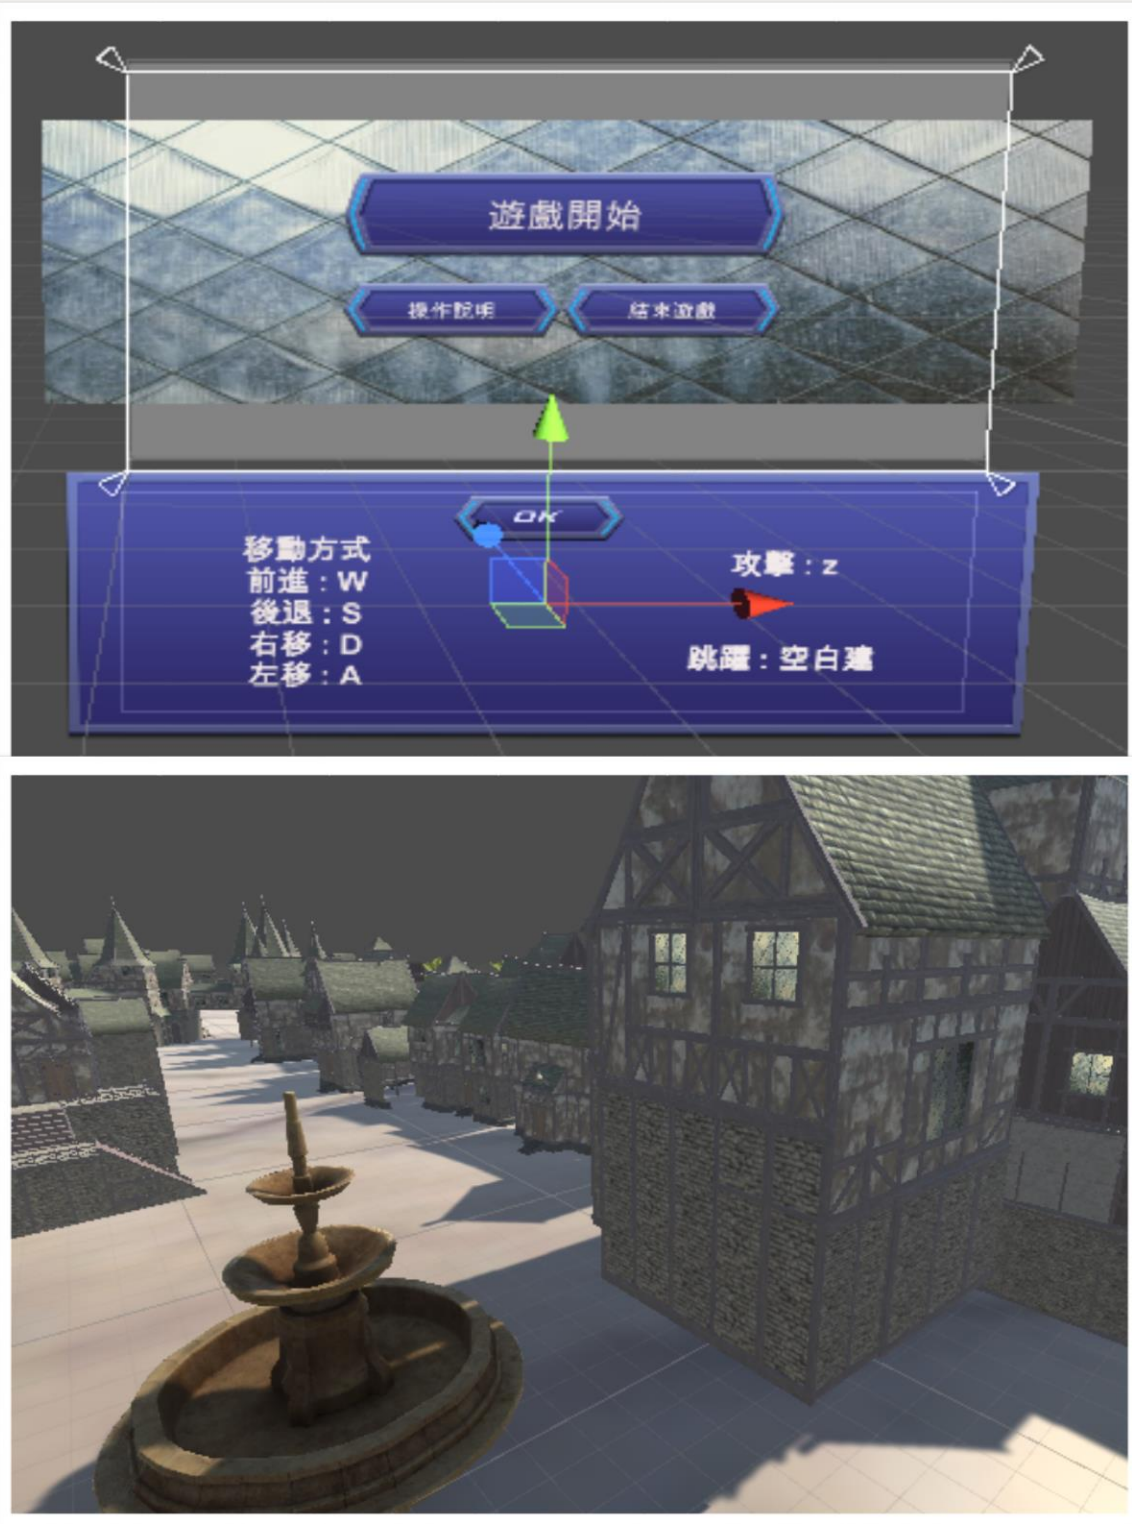 遊戲開始
操作說明
結束遊戲
OK
移動方式
前進：W
後退：S
右移：D
左移：A
攻擊：z
跳躍：空白建